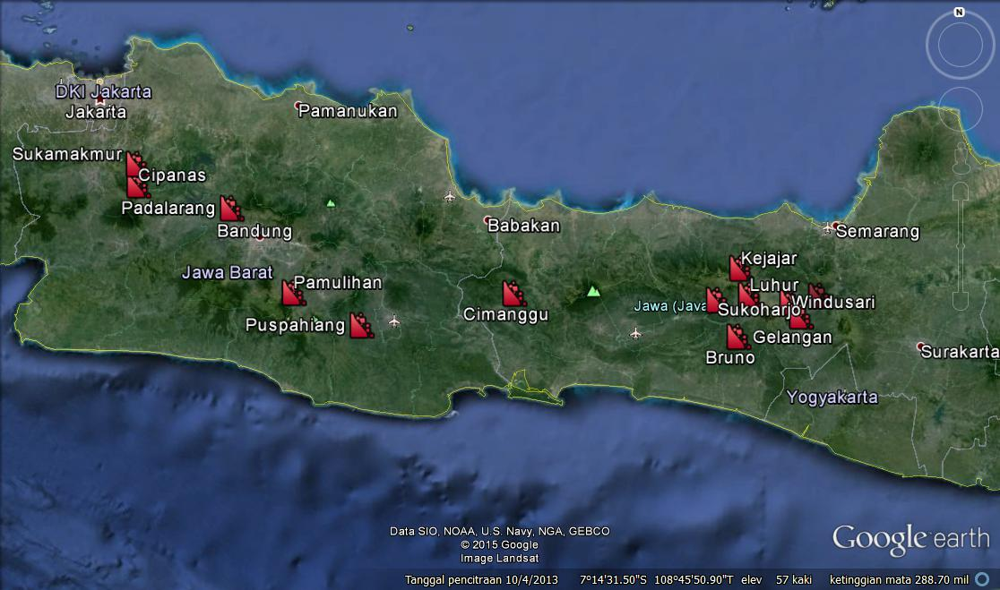 N
DKI Jakarta
Jakarta
Pamanukan
Sukamakmur
Cipanas
Padalarang
Bandung
Babakan
Semarang
Kejajar
Jawa Barat
Pamulihan
Luhur
Windusari
Jawa (Java
Sukoharjo
Cimanggu
Puspahiang
Gelangan
Bruno
Surakarta
Yogyakarta
Data SIO, NOAA, U.S. Navy, NGA, GEBCO
© 2015 Google
Image Landsat
Google earth
Tanggal pencitraan 10/4/2013 7°14'31.50"S 108°45'50.90"T elev 57 kaki ketinggian mata 288.70 mil